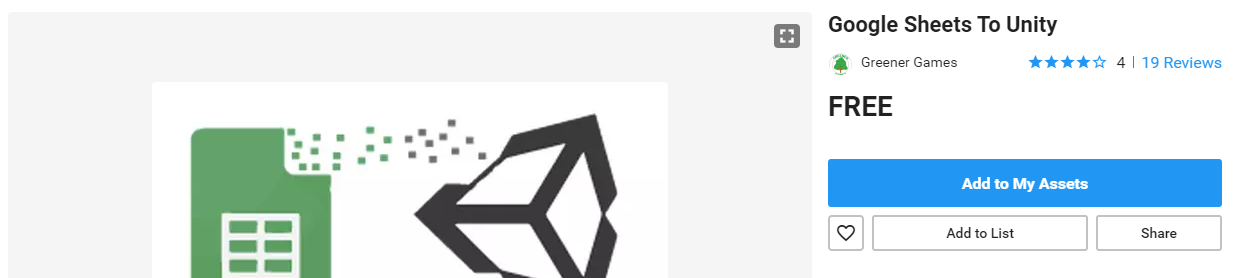 Google Sheets To Unity
Greener Games 4 | 19 Reviews
FREE
Add to My Assets
Add to List Share